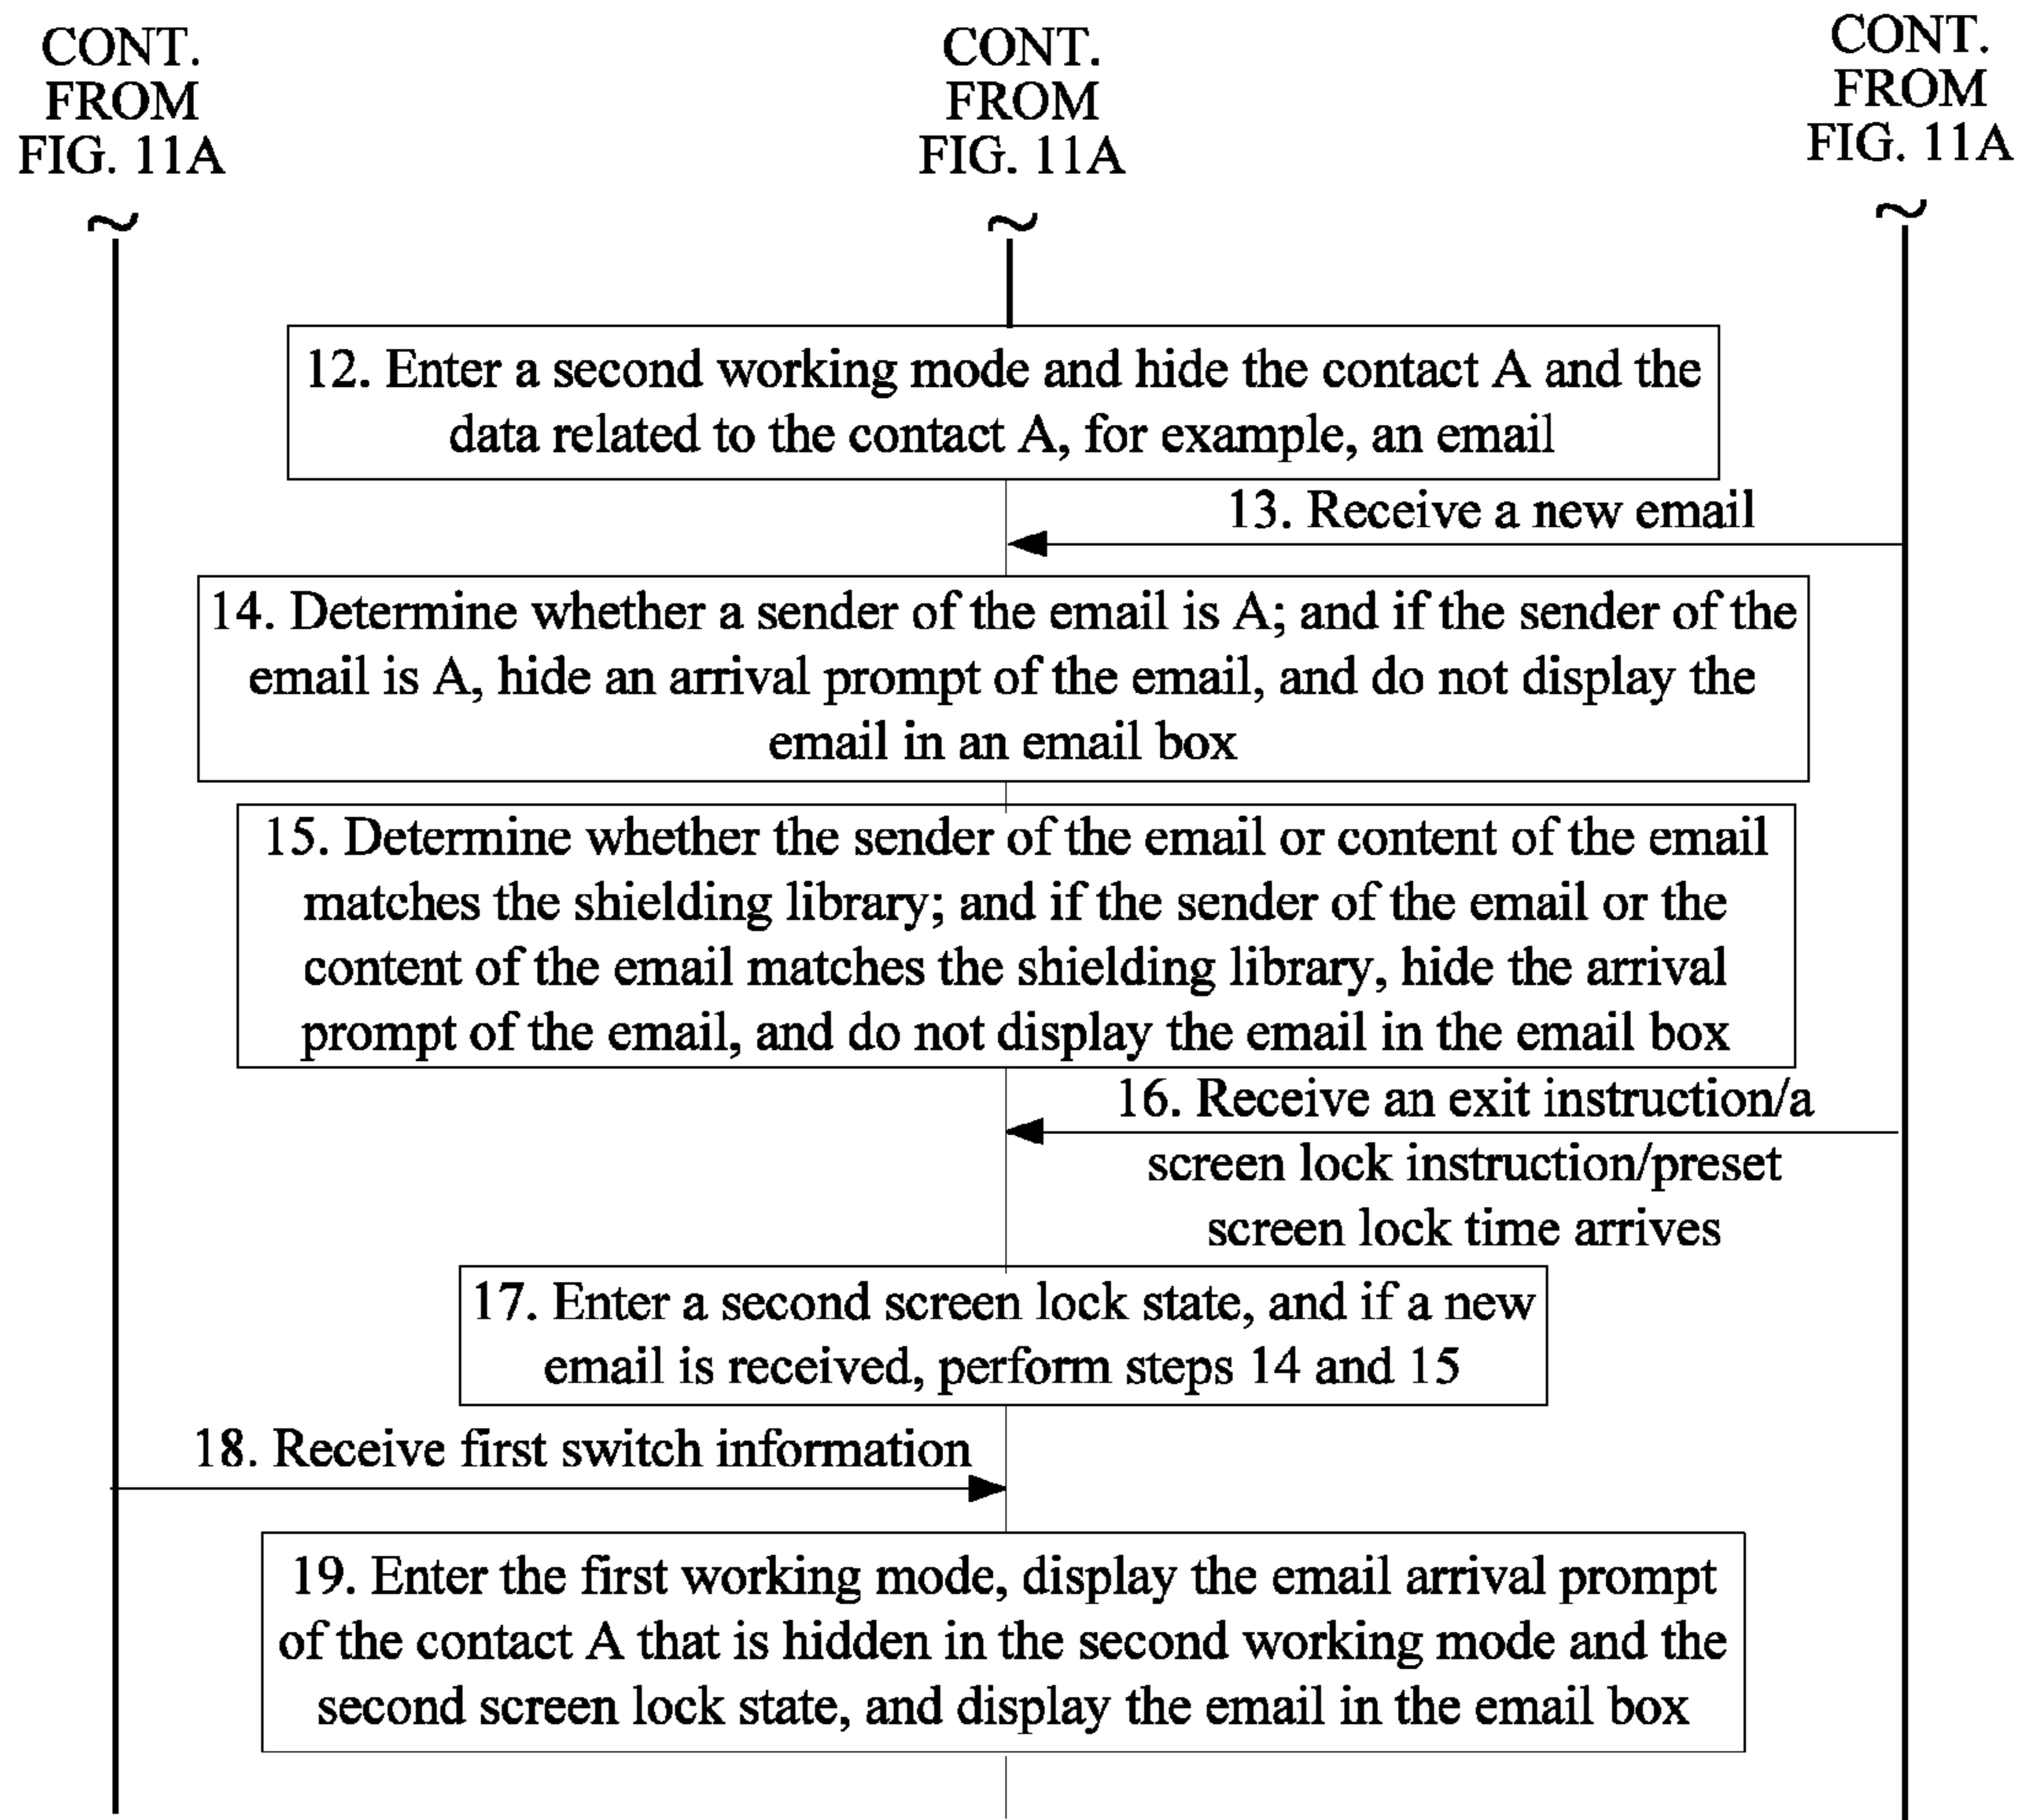 CONT.
FROM
FIG. 11A
CONT.
FROM
FIG. 11A
CONT.
FROM
FIG. 11A
12. Enter a second working mode and hide the contact A and the
data related to the contact A, for example, an email
13. Receive a new email
14. Determine whether a sender of the email is A; and if the sender of the
email is A, hide an arrival prompt of the email, and do not display the
email in an email box
15. Determine whether the sender of the email or content of the email
matches the shielding library; and if the sender of the email or the
content of the email matches the shielding library, hide the arrival
prompt of the email, and do not display the email in the email box
16. Receive an exit instruction/a
screen lock instruction/preset
screen lock time arrives
17. Enter a second screen lock state, and if a new
email is received, perform steps 14 and 15
18. Receive first switch information
19. Enter the first working mode, display the email arrival prompt
of the contact A that is hidden in the second working mode and the
second screen lock state, and display the email in the email box